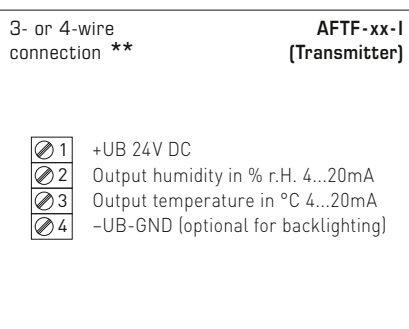 3- or 4-wire AFTF-xx-I
connection ** (Transmitter)
1 +UB 24V DC
2 Output humidity in % r.H. 4...20mA
3 Output temperature in °C 4...20mA
4 –UB-GND (optional for backlighting)